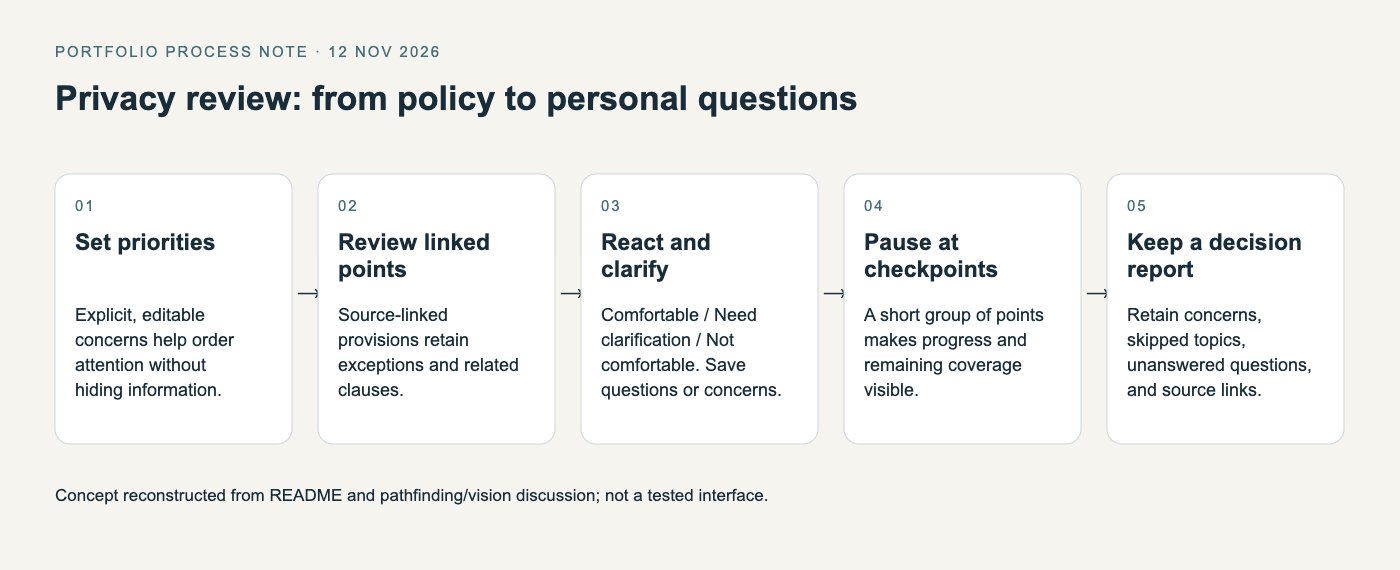 PORTFOLIO PROCESS NOTE · 12 NOV 2026
Privacy review: from policy to personal questions
01
Set priorities
Explicit, editable
concerns help order
attention without
hiding information.
→
02
Review linked
points
Source-linked
provisions retain
exceptions and related
clauses.
→
03
React and
clarify
Comfortable / Need
clarification / Not
comfortable. Save
questions or concerns.
→
04
Pause at
checkpoints
A short group of points
makes progress and
remaining coverage
visible.
→
05
Keep a decision
report
Retain concerns,
skipped topics,
unanswered questions,
and source links.
Concept reconstructed from README and pathfinding/vision discussion; not a tested interface.